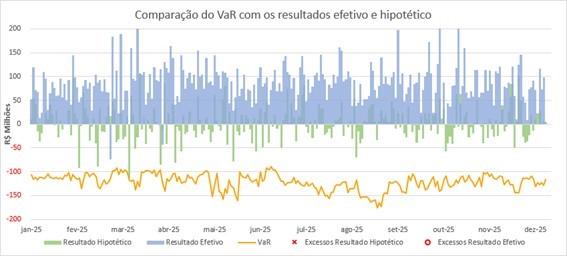 Comparação do VaR com os resultados efetivo e hipotético
R$ Milhões
200
150
100
50
0
-50
-100
-150
-200
jan-25 fev-25 mar-25 abr-25 mai-25 jun-25 jul-25 ago-25 set-25 out-25 nov-25 dez-25
Resultado Hipotético Resultado Efetivo VaR Excessos Resultado Hipotético Excessos Resultado Efetivo